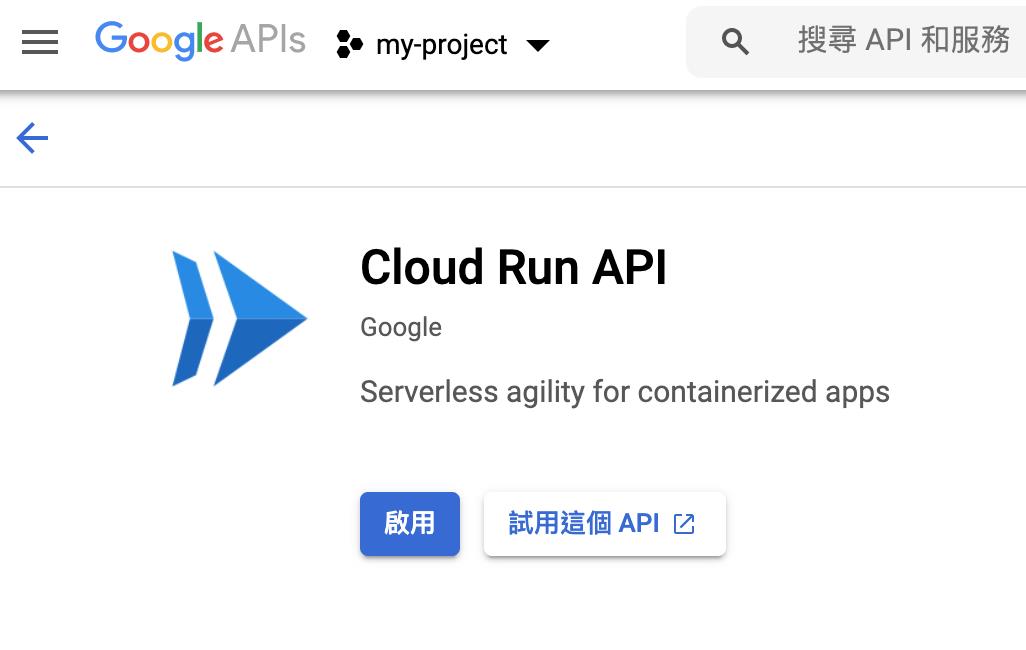 Google APIs
my-project
搜尋 API 和服務
Cloud Run API
Google
Serverless agility for containerized apps
啟用
試用這個 API